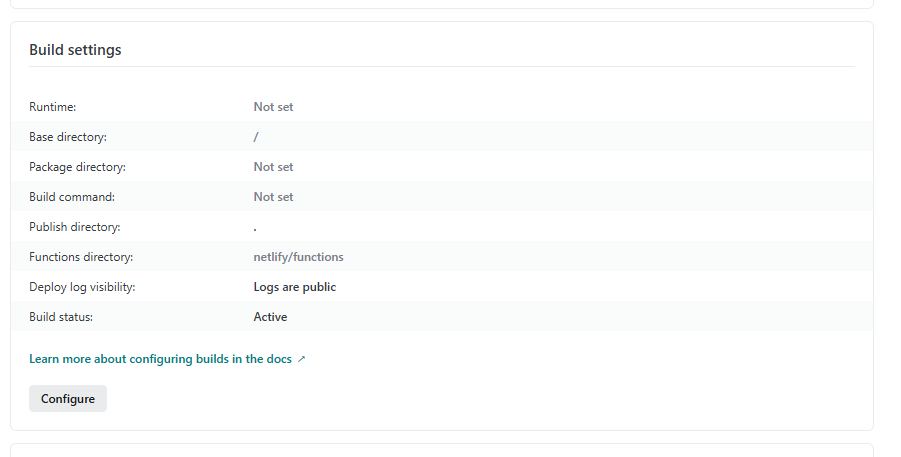 Build settings
Runtime: Not set
Base directory: /
Package directory: Not set
Build command: Not set
Publish directory: .
Functions directory: netlify/functions
Deploy log visibility: Logs are public
Build status: Active
Learn more about configuring builds in the docs ↗
Configure